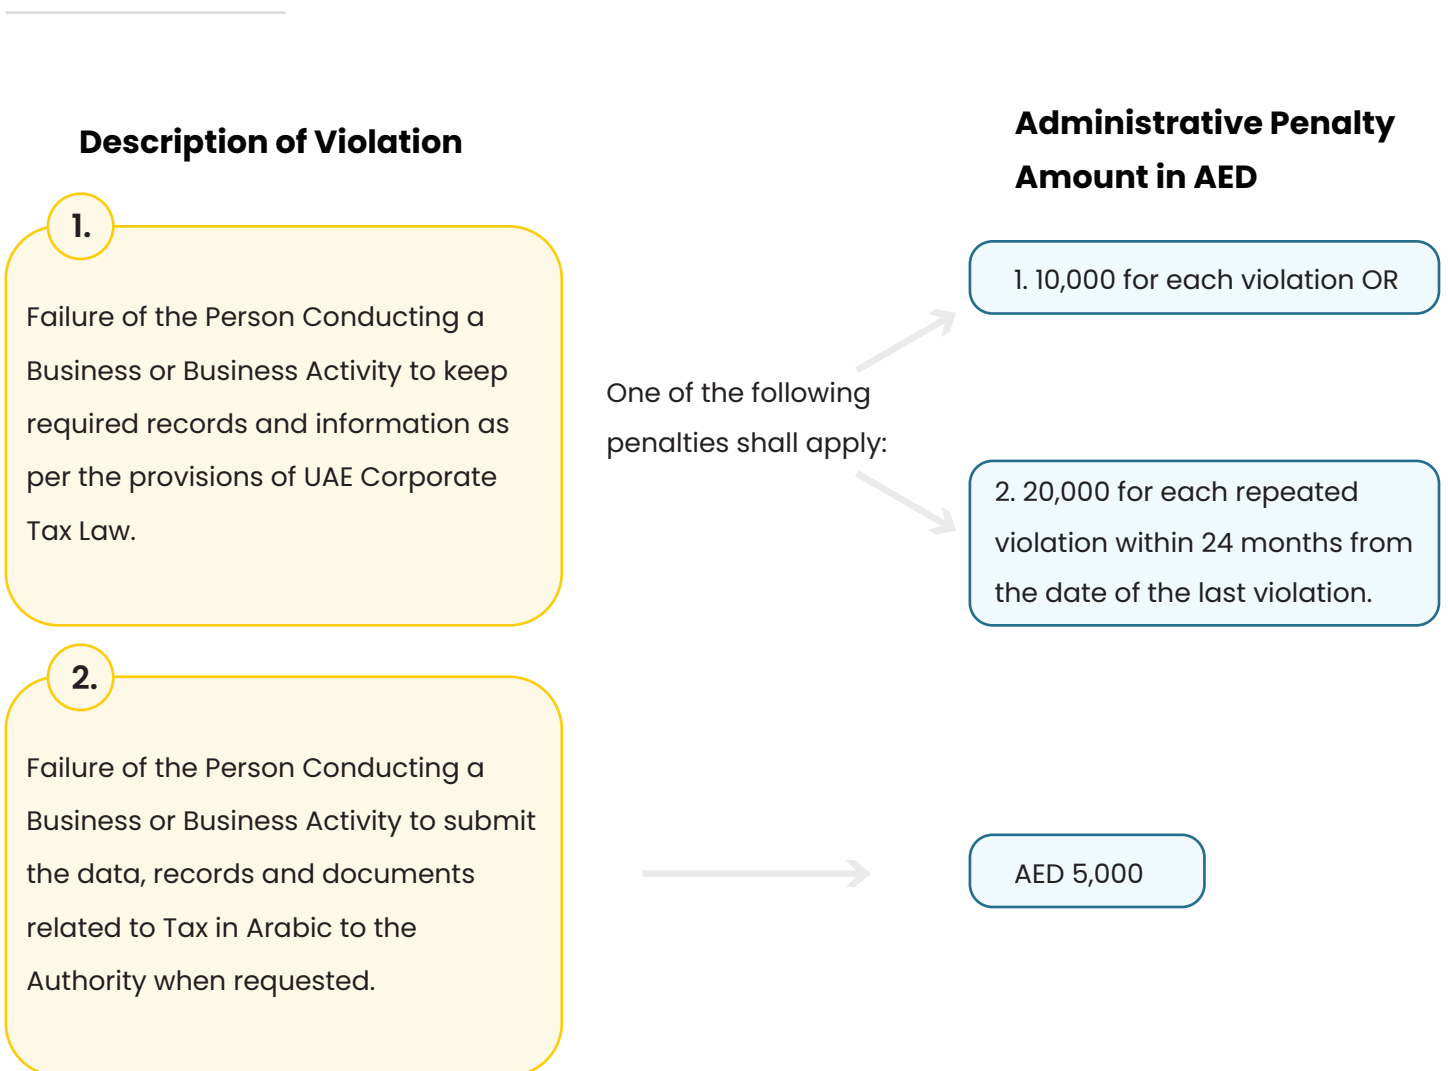 Description of Violation
Administrative Penalty
Amount in AED
1.
Failure of the Person Conducting a
Business or Business Activity to keep
required records and information as
per the provisions of UAE Corporate
Tax Law.
One of the following
penalties shall apply:
1. 10,000 for each violation OR
2. 20,000 for each repeated
violation within 24 months from
the date of the last violation.
2.
Failure of the Person Conducting a
Business or Business Activity to submit
the data, records and documents
related to Tax in Arabic to the
Authority when requested.
AED 5,000